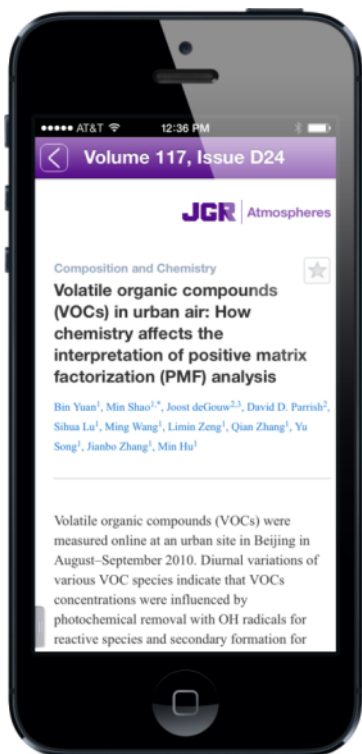 AT&T 12:36 PM
Volume 117, Issue D24
JGR Atmospheres
Composition and Chemistry
Volatile organic compounds
(VOCs) in urban air: How
chemistry affects the
interpretation of positive matrix
factorization (PMF) analysis
Bin Yuan¹, Min Shao¹,*, Joost deGouw²,³, David D. Parrish²,
Sihua Lu¹, Ming Wang¹, Limin Zeng¹, Qian Zhang¹, Yu
Song¹, Jianbo Zhang¹, Min Hu¹
Volatile organic compounds (VOCs) were
measured online at an urban site in Beijing in
August–September 2010. Diurnal variations of
various VOC species indicate that VOCs
concentrations were influenced by
photochemical removal with OH radicals for
reactive species and secondary formation for